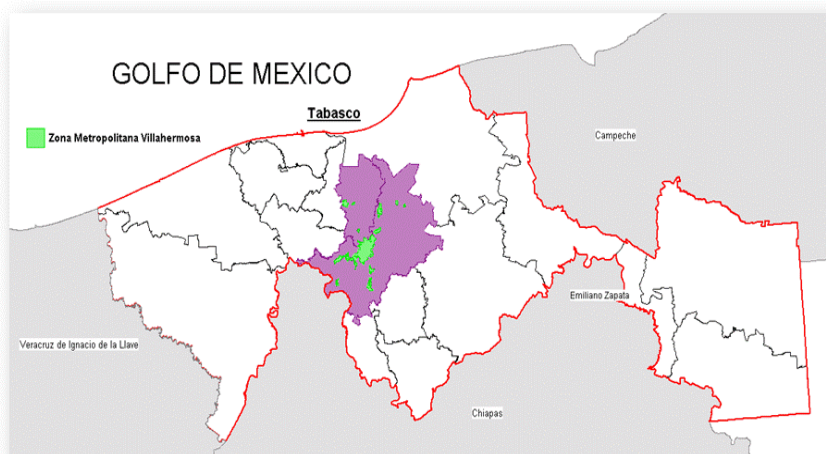 GOLFO DE MEXICO
Tabasco
Zona Metropolitana Villahermosa
Campeche
Emiliano Zapata
Veracruz de Ignacio de la Llave
Chiapas